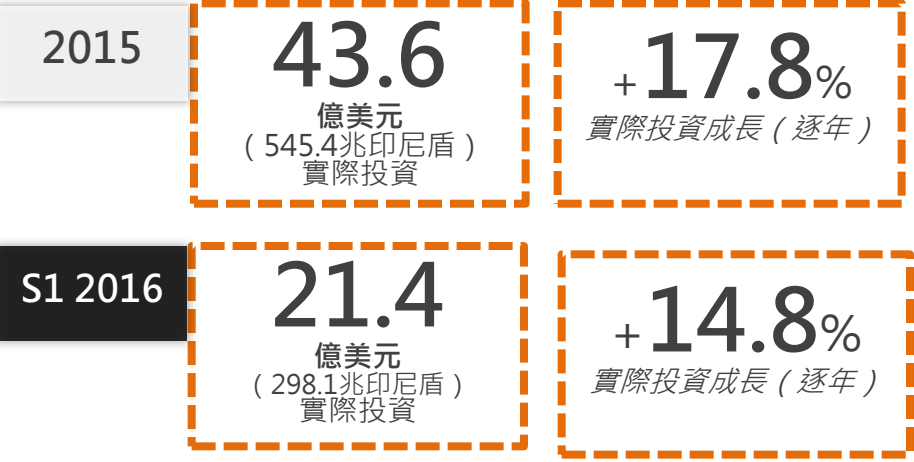 2015
43.6
億美元
(545.4兆印尼盾)
實際投資
+17.8%
實際投資成長(逐年)
S1 2016
21.4
億美元
(298.1兆印尼盾)
實際投資
+14.8%
實際投資成長(逐年)